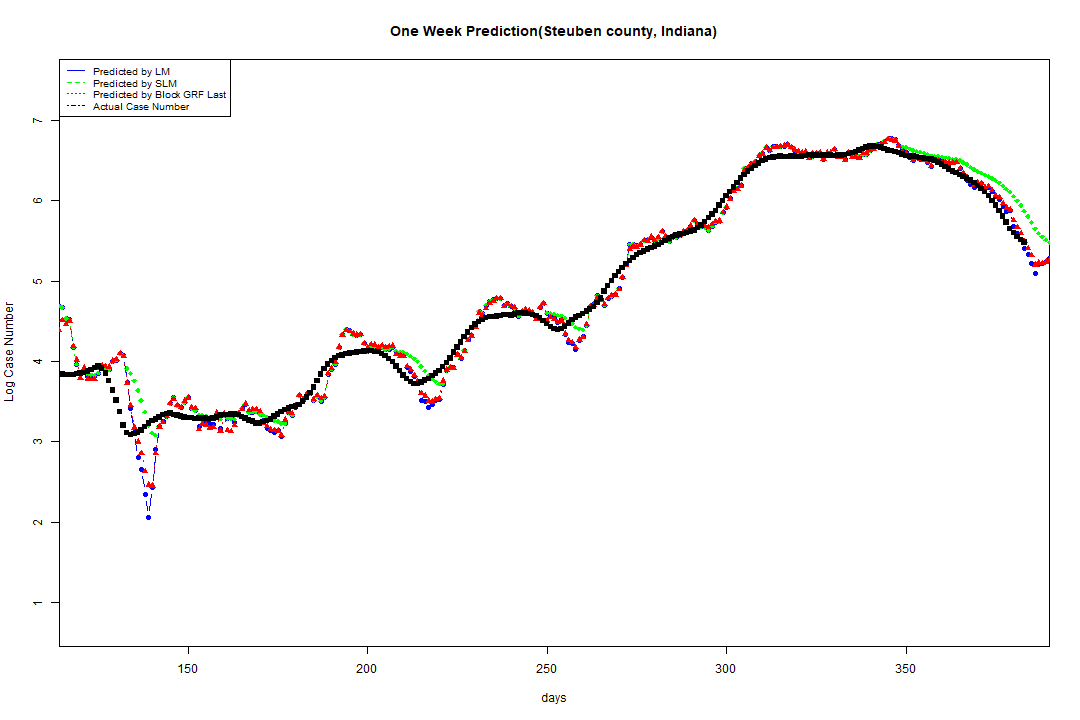 One Week Prediction(Steuben county, Indiana)
Predicted by LM
Predicted by SLM
Predicted by Block GRF Last
Actual Case Number
7
6
5
4
3
2
1
Log Case Number
150 200 250 300 350
days